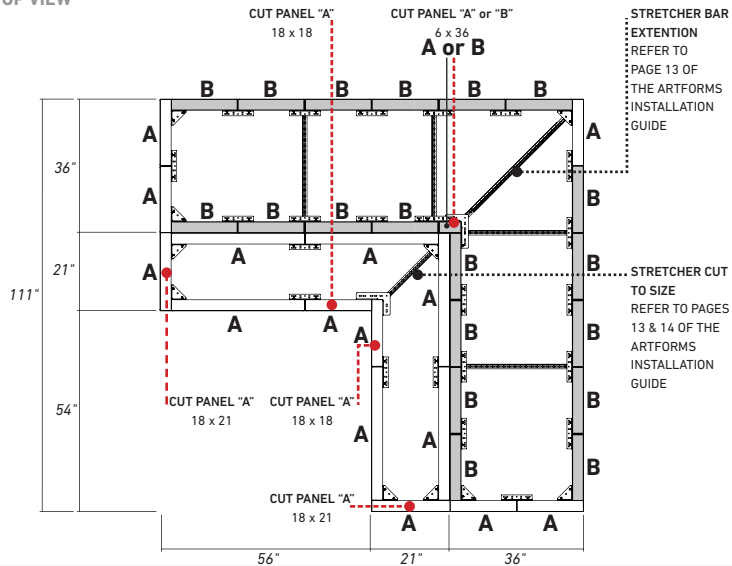 OP VIEW
CUT PANEL "A"
18 x 18
CUT PANEL "A" or "B"
6 x 36
A or B
STRETCHER BAR
EXTENTION
REFER TO
PAGE 13 OF
THE ARTFORMS
INSTALLATION
GUIDE
B B B B B B
A A
36"
A B
B B B B
A A A B B
21"
111"
A
STRETCHER CUT
TO SIZE
REFER TO PAGES
13 & 14 OF THE
ARTFORMS
INSTALLATION
GUIDE
A A A B B
54"
CUT PANEL "A"
18 x 21
CUT PANEL "A"
18 x 18
A A B B
B B
CUT PANEL "A"
18 x 21
A A A
56" 21" 36"